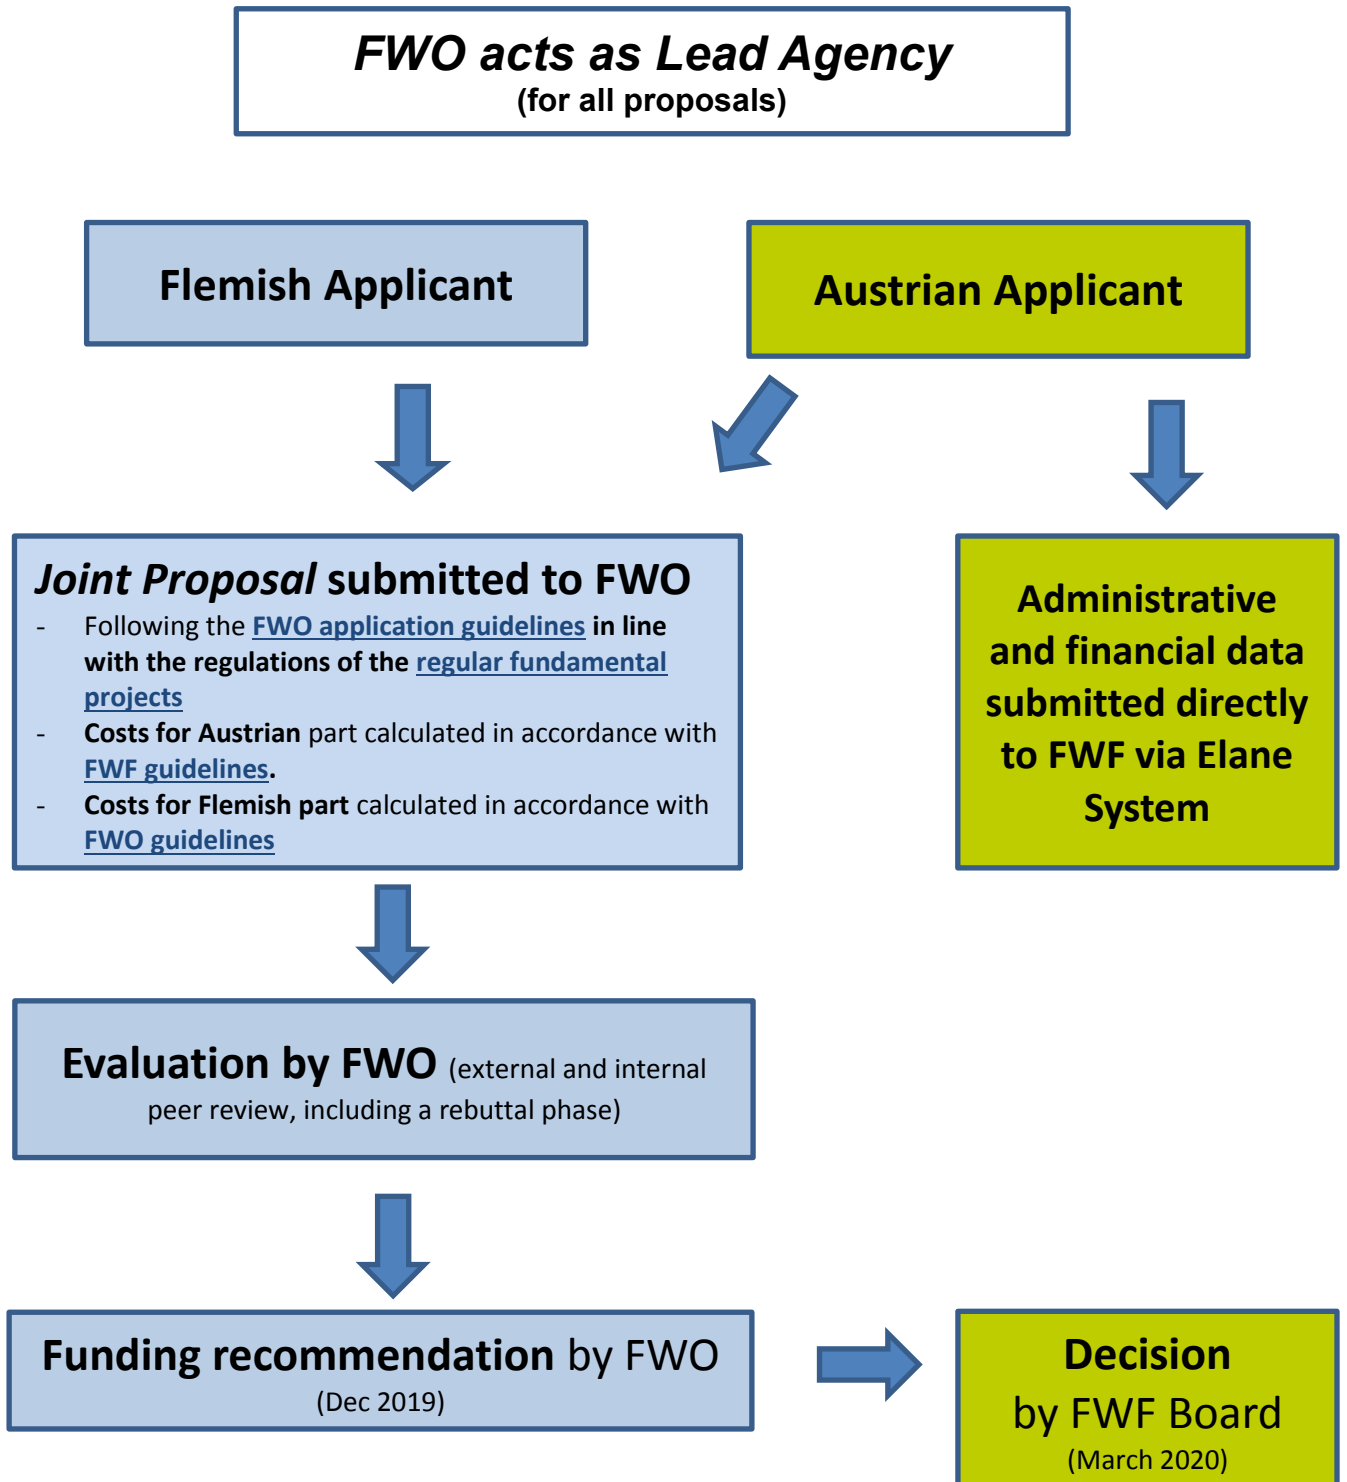 FWO acts as Lead Agency
(for all proposals)
Flemish Applicant
Austrian Applicant
Joint Proposal submitted to FWO
- Following the FWO application guidelines in line
with the regulations of the regular fundamental
projects
- Costs for Austrian part calculated in accordance with
FWF guidelines.
- Costs for Flemish part calculated in accordance with
FWO guidelines
Administrative
and financial data
submitted directly
to FWF via Elane
System
Evaluation by FWO (external and internal
peer review, including a rebuttal phase)
Funding recommendation by FWO
(Dec 2019)
Decision
by FWF Board
(March 2020)